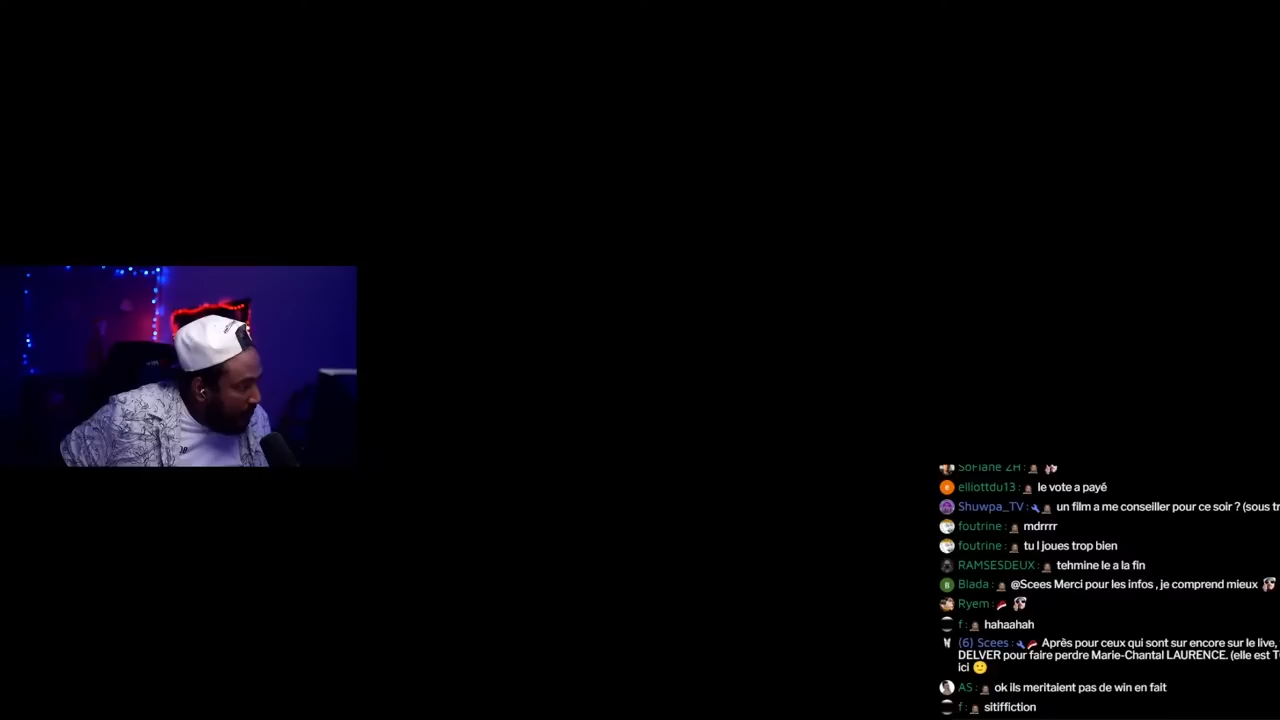 SoFiane ZH :
elliottdu13 : le vote a payé
Shuwpa_TV : un film a me conseiller pour ce soir ? (sous
foutrine : mdrrrr
foutrine : tu l joues trop bien
RAMSESDEUX : tehmine le a la fin
Blada : @Scees Merci pour les infos , je comprend mieux
Ryem :
f : hahaahah
(6) Scees : Après pour ceux qui sont sur encore sur le live,
DELVER pour faire perdre Marie-Chantal LAURENCE. (elle est
ici
AS : ok ils meritaient pas de win en fait
f : sitiffiction